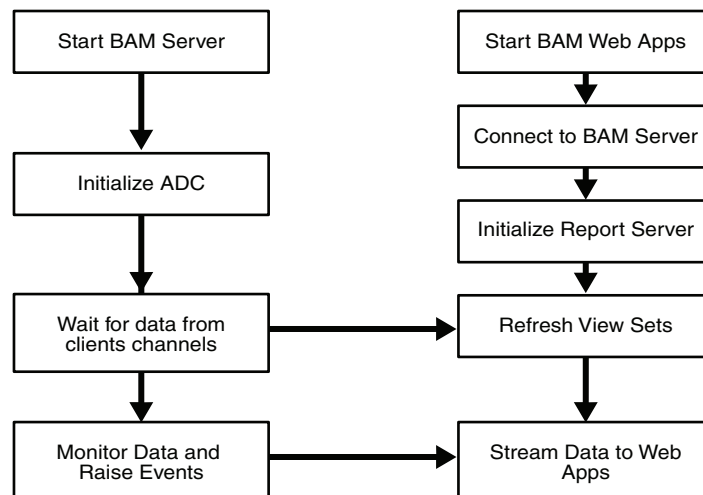 Start BAM Server
Initialize ADC
Wait for data from
clients channels
Monitor Data and
Raise Events
Start BAM Web Apps
Connect to BAM Server
Initialize Report Server
Refresh View Sets
Stream Data to Web
Apps